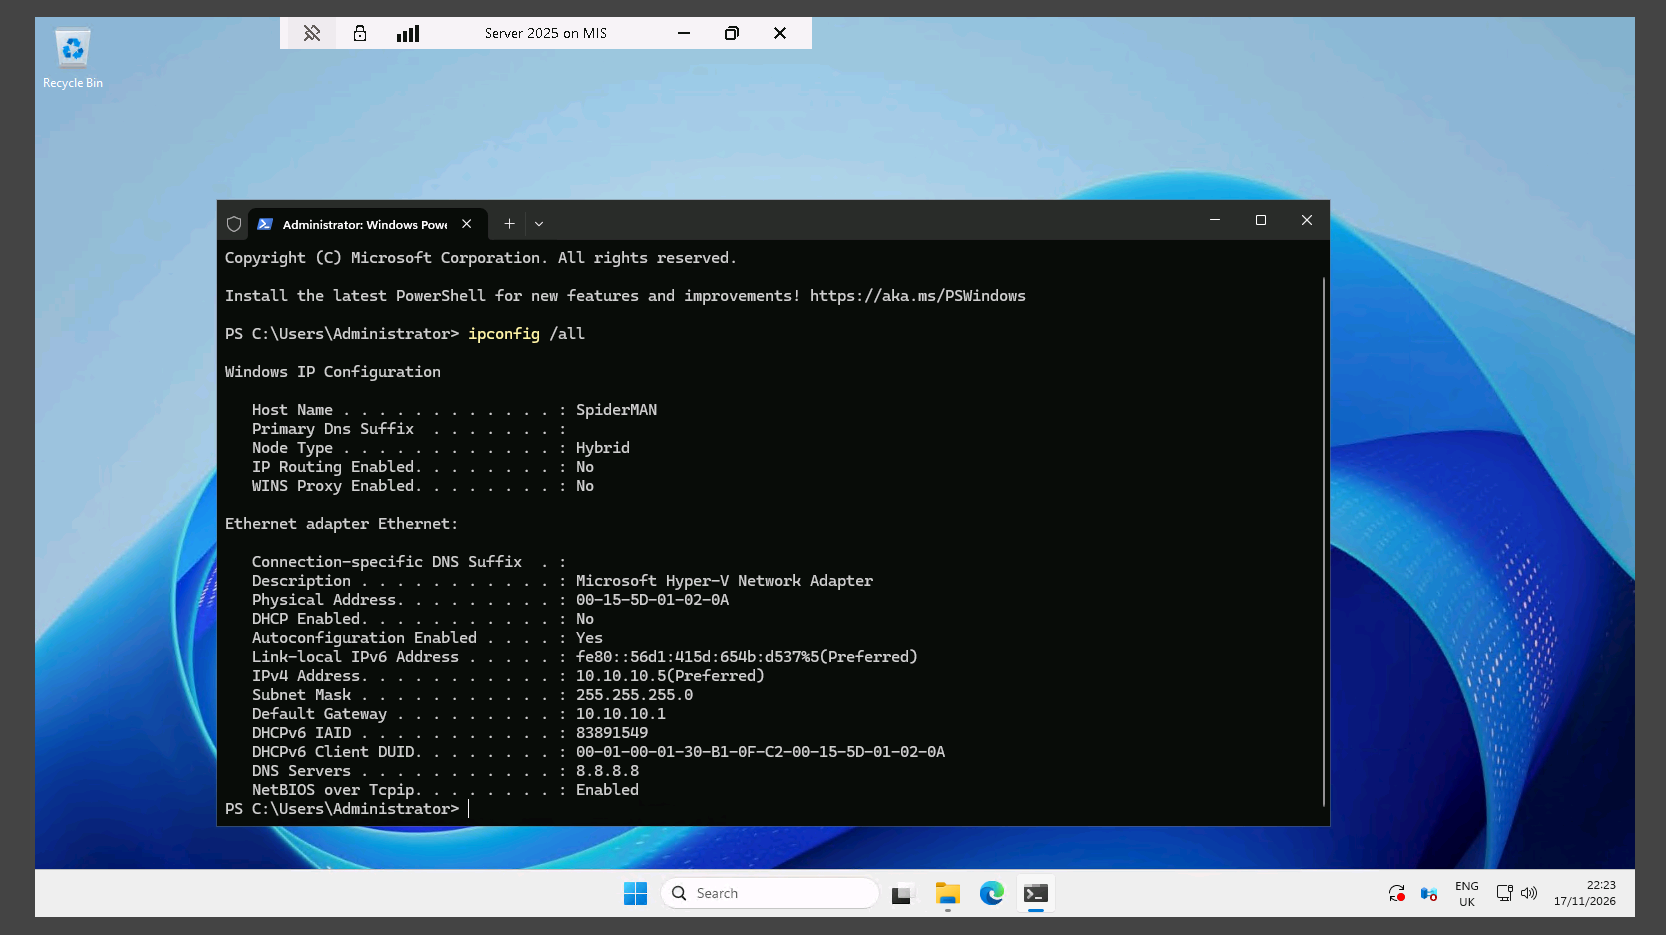 Recycle Bin
Server 2025 on MIS
Administrator: Windows Powe
Copyright (C) Microsoft Corporation. All rights reserved.
Install the latest PowerShell for new features and improvements! https://aka.ms/PSWindows
PS C:\Users\Administrator> ipconfig /all
Windows IP Configuration
Host Name . . . . . . . . . . . . : SpiderMAN
Primary Dns Suffix  . . . . . . . :
Node Type . . . . . . . . . . . . : Hybrid
IP Routing Enabled. . . . . . . . : No
WINS Proxy Enabled. . . . . . . . : No
Ethernet adapter Ethernet:
Connection-specific DNS Suffix  . :
Description . . . . . . . . . . . : Microsoft Hyper-V Network Adapter
Physical Address. . . . . . . . . : 00-15-5D-01-02-0A
DHCP Enabled. . . . . . . . . . . : No
Autoconfiguration Enabled . . . . : Yes
Link-local IPv6 Address . . . . . : fe80::56d1:415d:654b:d537%5(Preferred)
IPv4 Address. . . . . . . . . . . : 10.10.10.5(Preferred)
Subnet Mask . . . . . . . . . . . : 255.255.255.0
Default Gateway . . . . . . . . . : 10.10.10.1
DHCPv6 IAID . . . . . . . . . . . : 83891549
DHCPv6 Client DUID. . . . . . . . : 00-01-00-01-30-B1-0F-C2-00-15-5D-01-02-0A
DNS Servers . . . . . . . . . . . : 8.8.8.8
NetBIOS over Tcpip. . . . . . . . : Enabled
PS C:\Users\Administrator>
Search
ENG
UK
22:23
17/11/2026